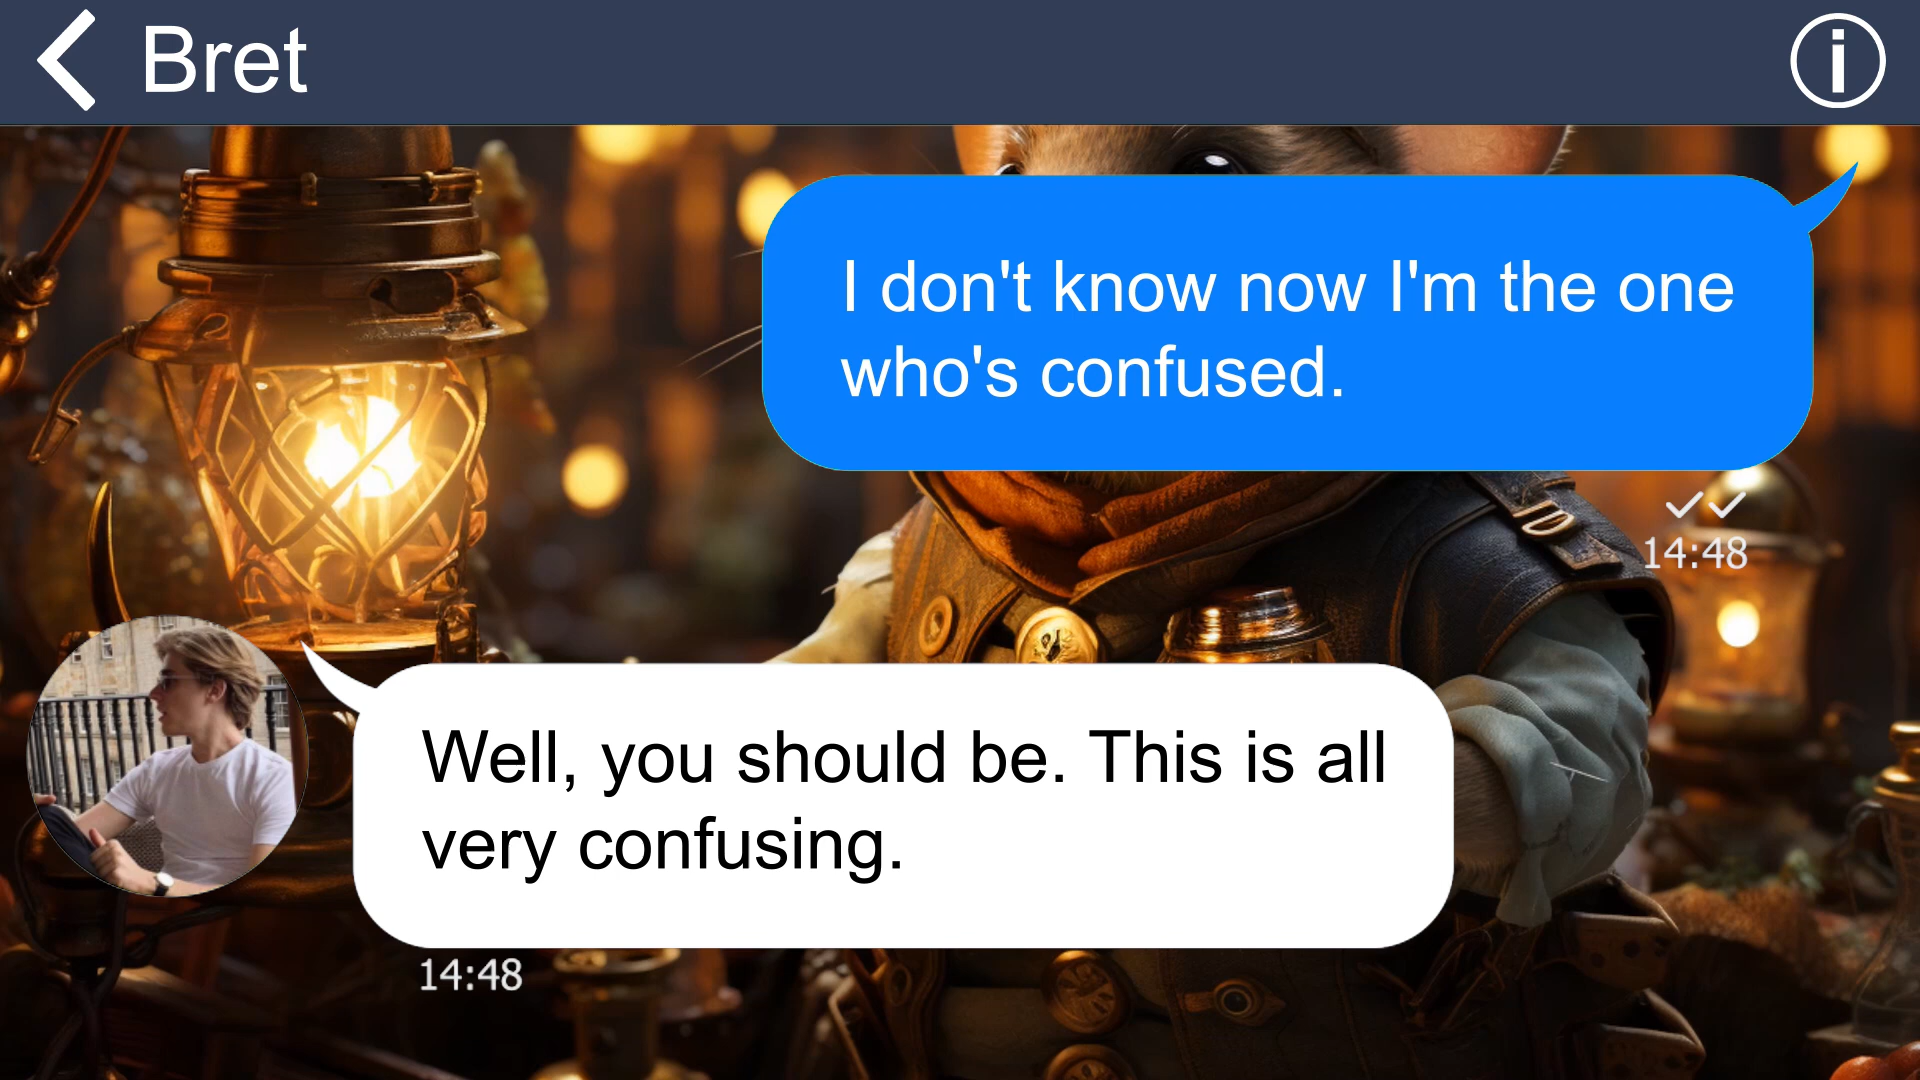 Bret
I don't know now I'm the one
who's confused.
14:48
Well, you should be. This is all
very confusing.
14:48